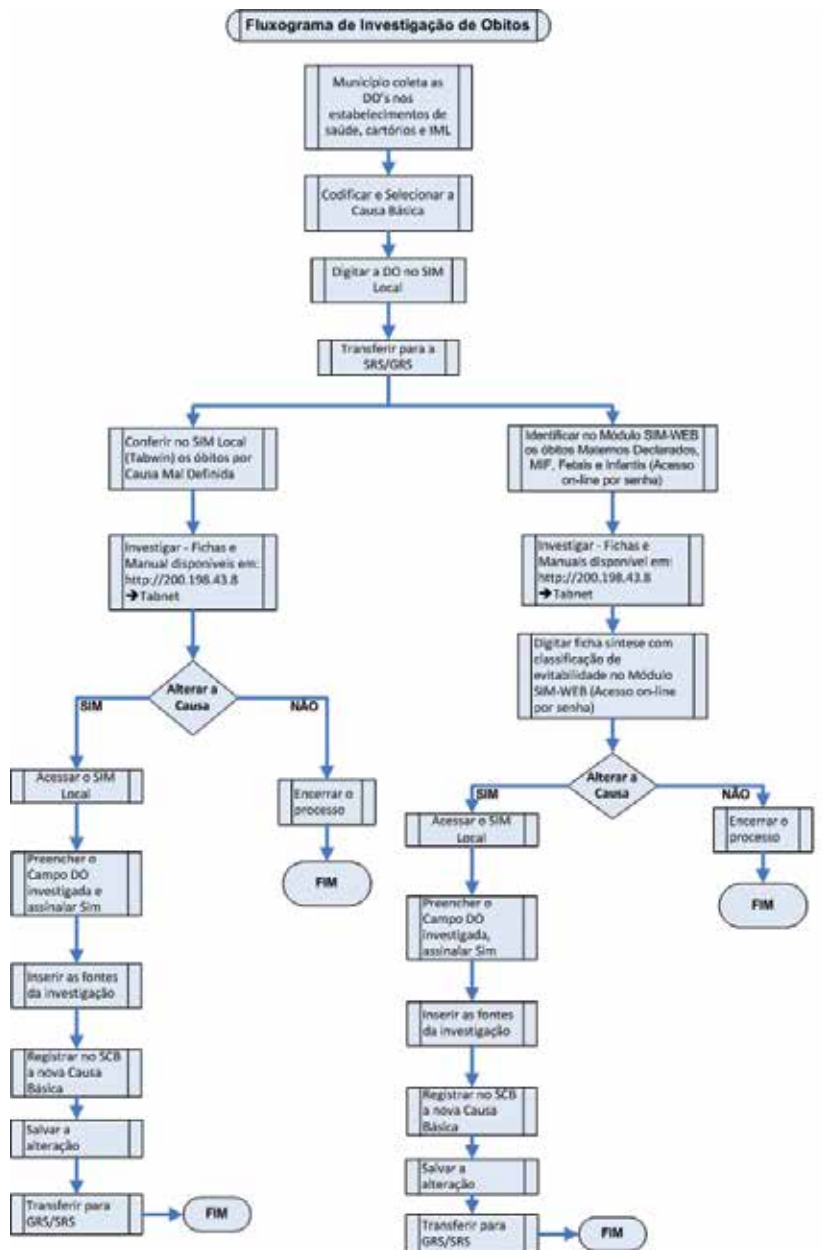 Fluxograma de Investigação de Obitos
Município coleta as
DO's nos
estabelecimentos de
saúde, cartórios e IML
Codificar e Selecionar a
Causa Básica
Digitar a DO no SIM
Local
Transferir para a
SRS/GRS
Conferir no SIM Local
(Tabwin) os óbitos por
Causa Mal Definida
Investigar - Fichas e
Manual disponíveis em:
http://200.198.43.8
➔Tabnet
Alterar a
Causa
SIM
NÃO
Acessar o SIM
Local
Preencher o
Campo DO
investigada e
assinalar Sim
Inserir as fontes
da investigação
Registrar no SCB
a nova Causa
Básica
Salvar a
alteração
Transferir para
GRS/SRS
FIM
Encerrar o
processo
FIM
Identificar no Módulo SIM-WEB
os óbitos Maternos Declarados,
MIF, Fetais e Infantis (Acesso
on-line por senha)
Investigar - Fichas e
Manuais disponível em:
http://200.198.43.8
➔Tabnet
Digitar ficha síntese com
classificação de
evitabilidade no Módulo
SIM-WEB (Acesso on-line
por senha)
Alterar a
Causa
SIM
NÃO
Acessar o SIM
Local
Preencher o
Campo DO
investigada,
assinalar Sim
Inserir as fontes
da investigação
Registrar no SCB
a nova Causa
Básica
Salvar a
alteração
Transferir para
GRS/SRS
FIM
Encerrar o
processo
FIM